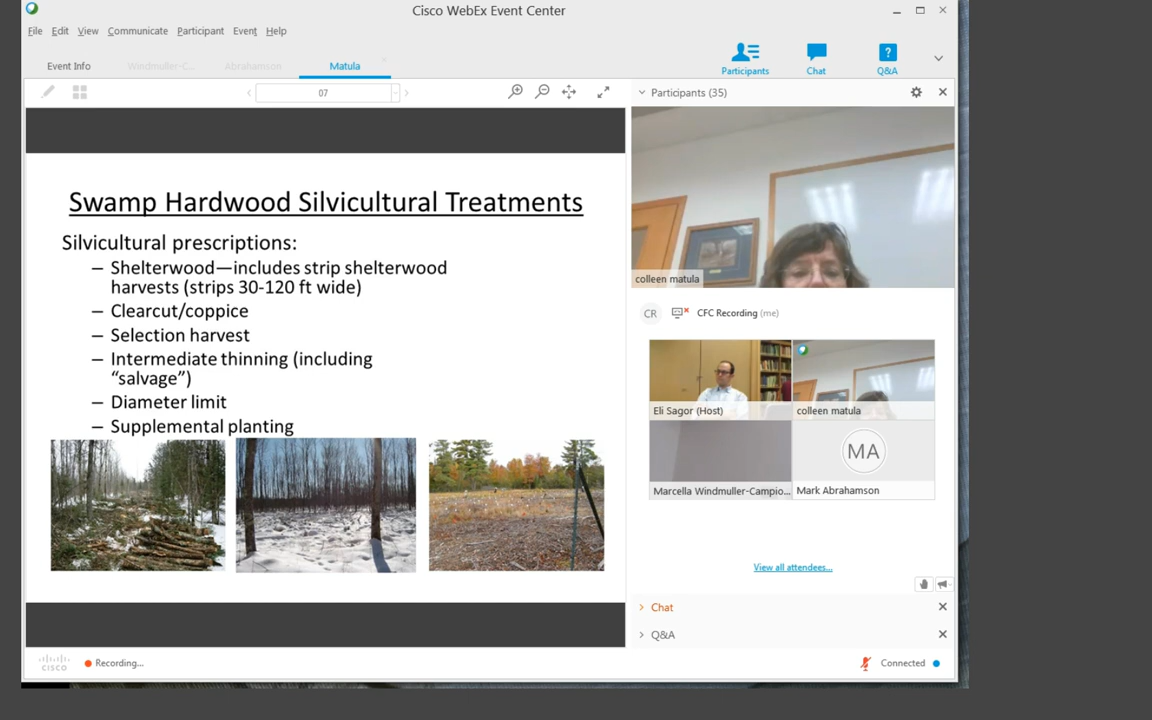 Cisco WebEx Event Center
File Edit View Communicate Participant Event Help
Event Info Windmuller-C... Abrahamson Matula
Participants Chat Q&A
07
Participants (35)
Swamp Hardwood Silvicultural Treatments
Silvicultural prescriptions:
– Shelterwood—includes strip shelterwood
harvests (strips 30-120 ft wide)
– Clearcut/coppice
– Selection harvest
– Intermediate thinning (including
“salvage”)
– Diameter limit
– Supplemental planting
colleen matula
CR CFC Recording (me)
Eli Sagor (Host) colleen matula
MA
Marcella Windmuller-Campio... Mark Abrahamson
View all attendees...
Chat
Q&A
CISCO Recording... Connected